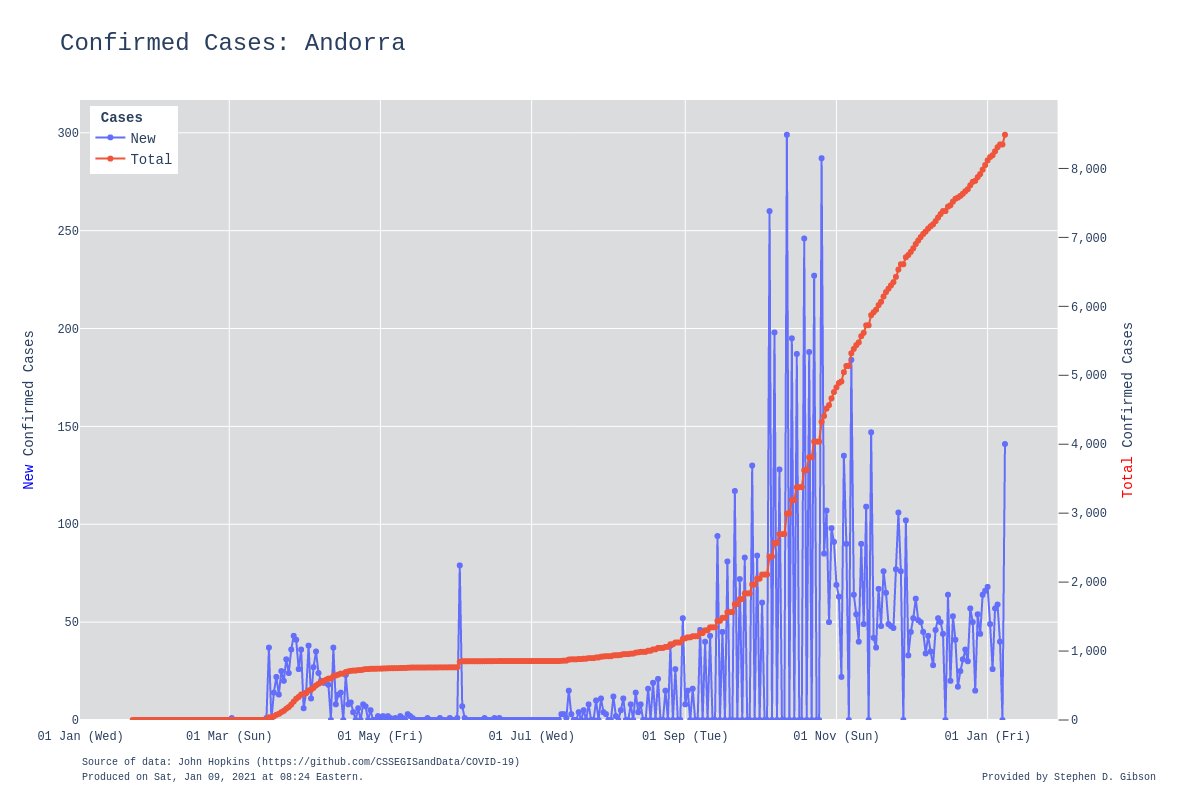 Confirmed Cases: Andorra
Cases
New
Total
300
250
200
150
100
50
0
8,000
7,000
6,000
5,000
4,000
3,000
2,000
1,000
0
New Confirmed Cases
Total Confirmed Cases
01 Jan (Wed) 01 Mar (Sun) 01 May (Fri) 01 Jul (Wed) 01 Sep (Tue) 01 Nov (Sun) 01 Jan (Fri)
Source of data: John Hopkins (https://github.com/CSSEGISandData/COVID-19)
Produced on Sat, Jan 09, 2021 at 08:24 Eastern.
Provided by Stephen D. Gibson